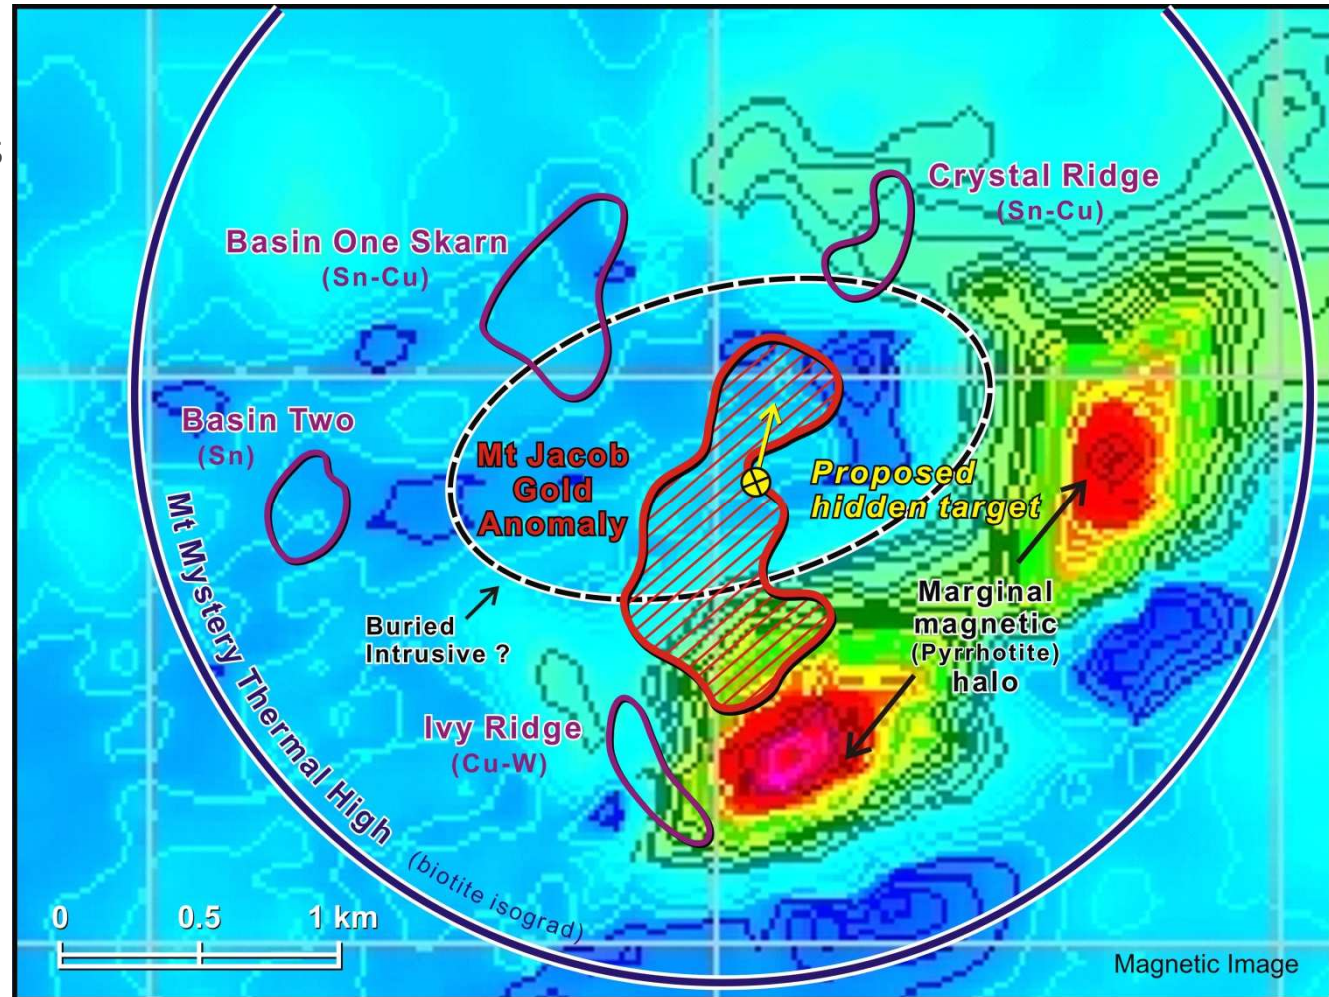 s
Crystal Ridge
(Sn-Cu)
Basin One Skarn
(Sn-Cu)
Basin Two
(Sn)
Mt Jacob
Gold
Anomaly
Proposed
hidden target
Mt Mystery Thermal High (biotite isograd)
Buried
Intrusive ?
Marginal
magnetic
(Pyrrhotite)
halo
Ivy Ridge
(Cu-W)
0 0.5 1 km
Magnetic Image